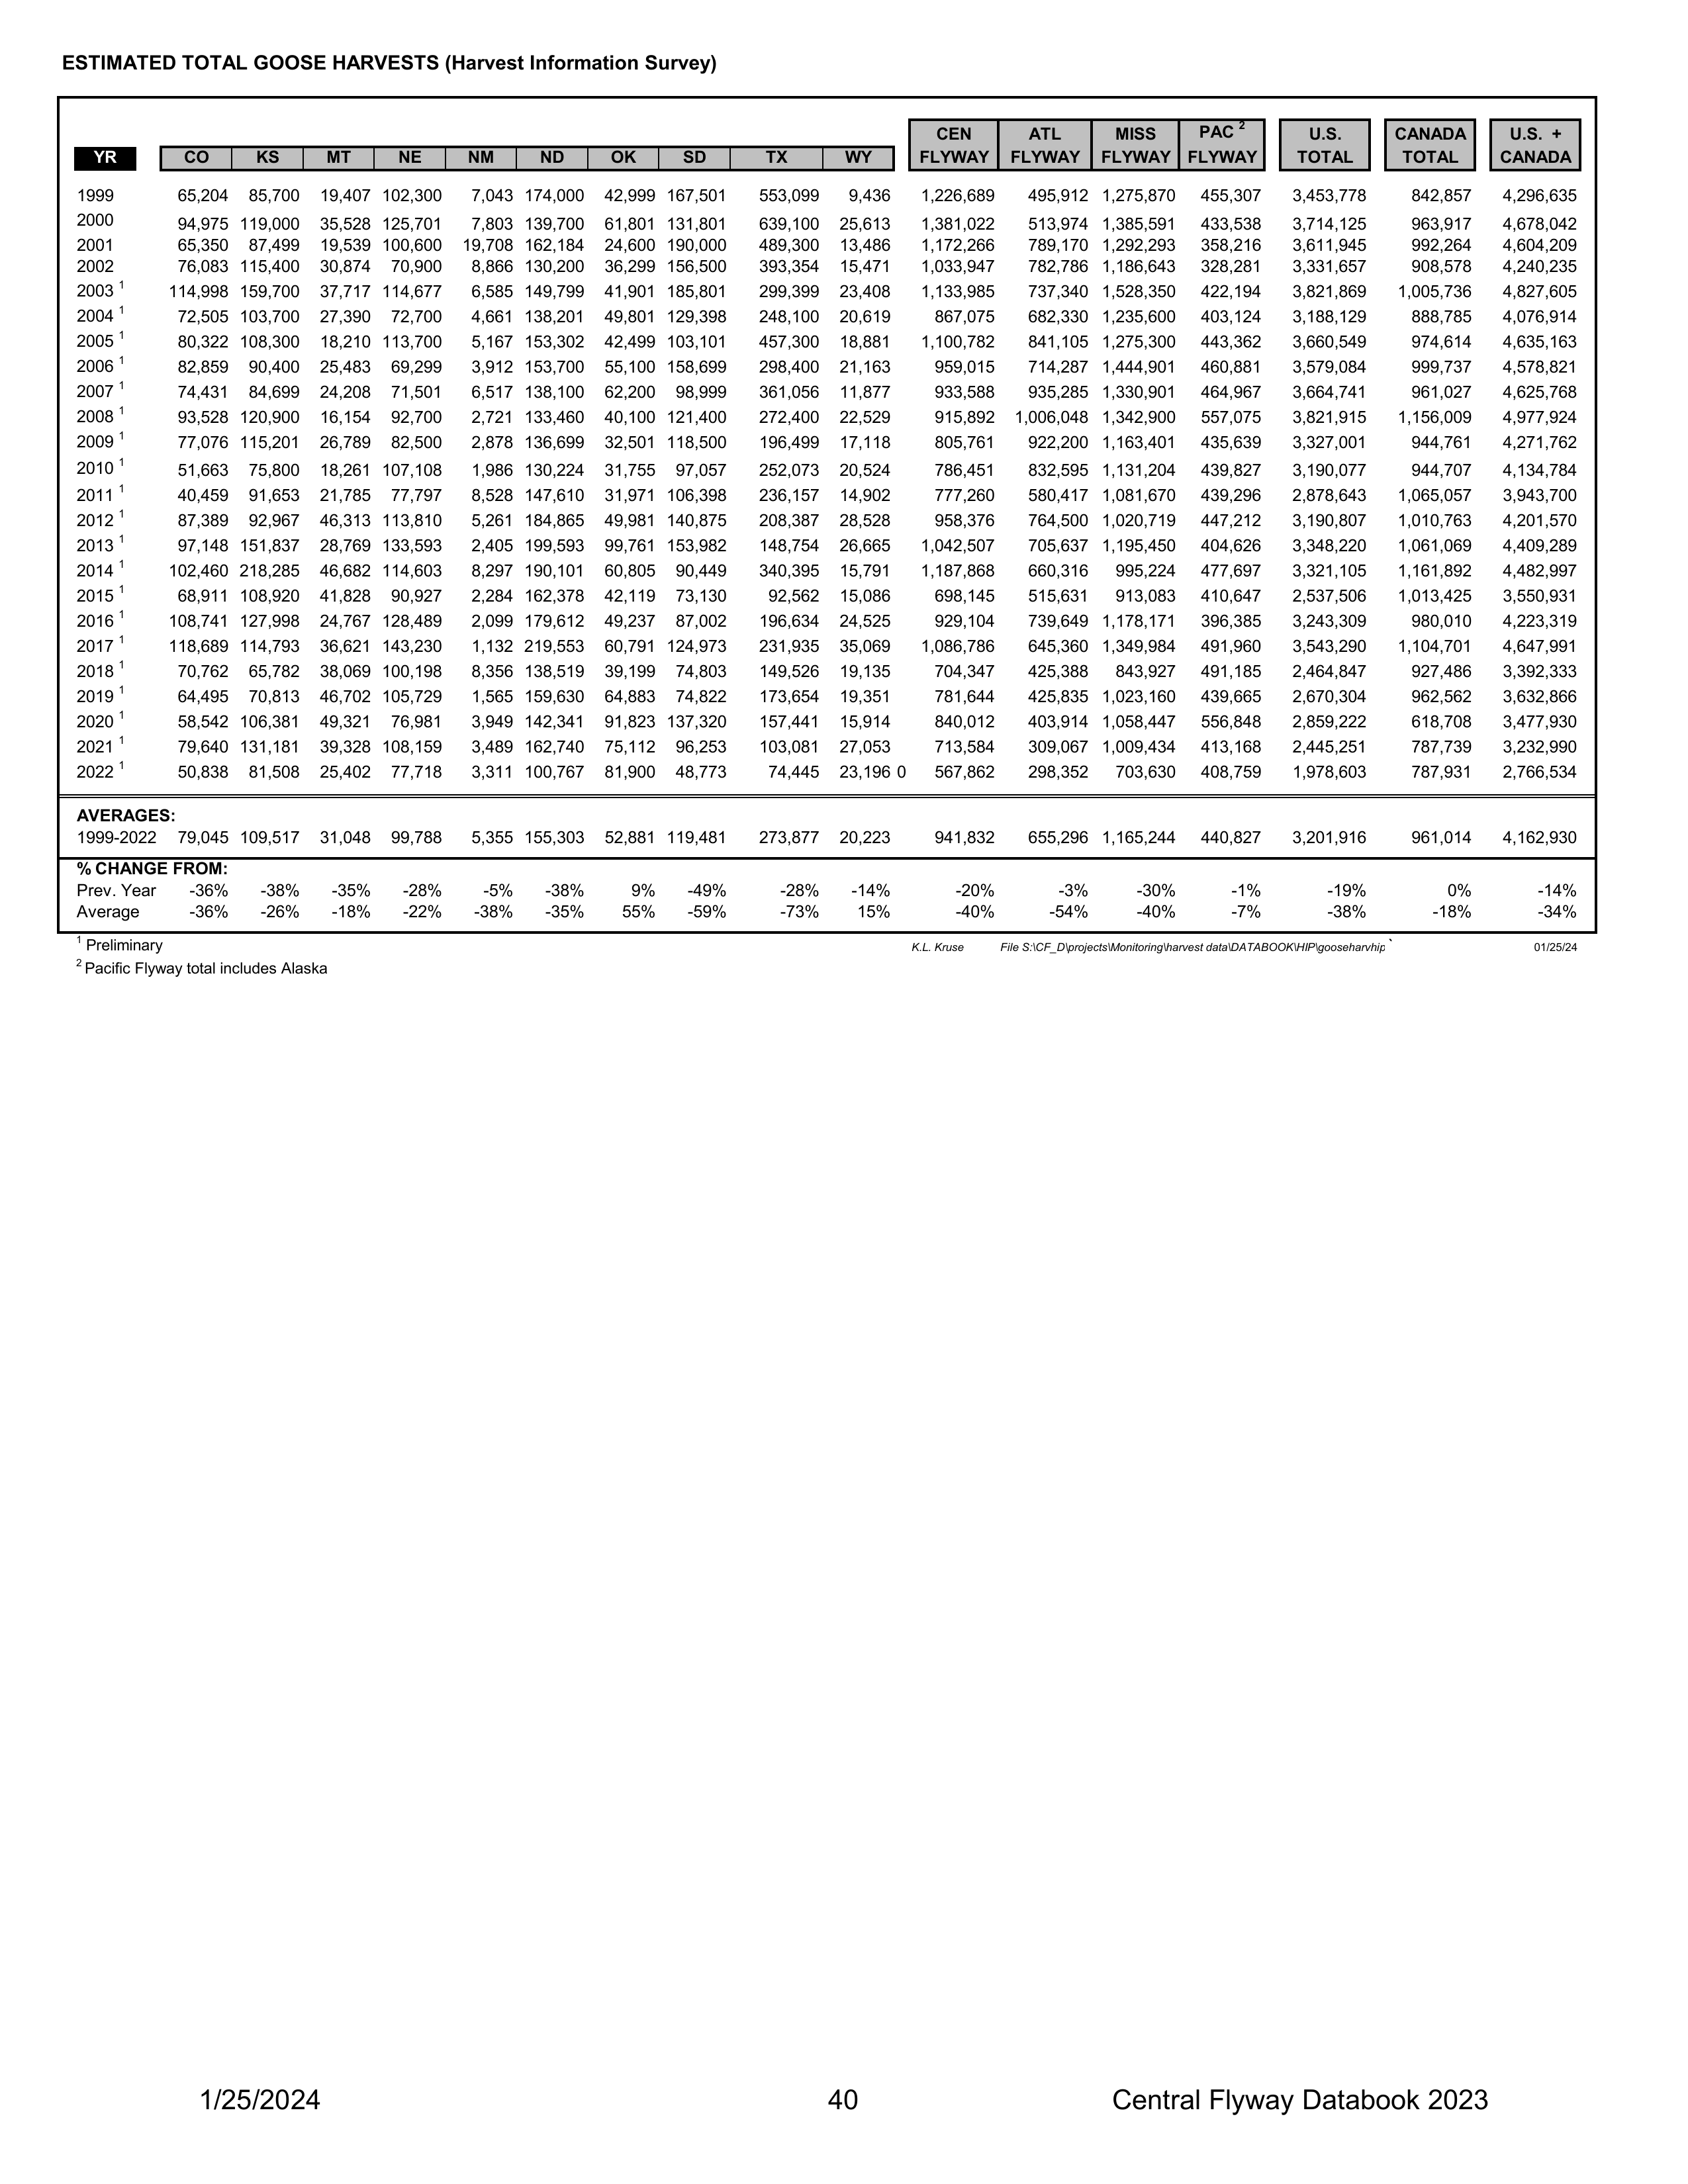 ESTIMATED TOTAL GOOSE HARVESTS (Harvest Information Survey)
CEN ATL MISS PAC 2 U.S. CANADA U.S. +
YR CO KS MT NE NM ND OK SD TX WY FLYWAY FLYWAY FLYWAY FLYWAY TOTAL TOTAL CANADA
1999 65,204 85,700 19,407 102,300 7,043 174,000 42,999 167,501 553,099 9,436 1,226,689 495,912 1,275,870 455,307 3,453,778 842,857 4,296,635
2000 94,975 119,000 35,528 125,701 7,803 139,700 61,801 131,801 639,100 25,613 1,381,022 513,974 1,385,591 433,538 3,714,125 963,917 4,678,042
2001 65,350 87,499 19,539 100,600 19,708 162,184 24,600 190,000 489,300 13,486 1,172,266 789,170 1,292,293 358,216 3,611,945 992,264 4,604,209
2002 76,083 115,400 30,874 70,900 8,866 130,200 36,299 156,500 393,354 15,471 1,033,947 782,786 1,186,643 328,281 3,331,657 908,578 4,240,235
2003 1 114,998 159,700 37,717 114,677 6,585 149,799 41,901 185,801 299,399 23,408 1,133,985 737,340 1,528,350 422,194 3,821,869 1,005,736 4,827,605
2004 1 72,505 103,700 27,390 72,700 4,661 138,201 49,801 129,398 248,100 20,619 867,075 682,330 1,235,600 403,124 3,188,129 888,785 4,076,914
2005 1 80,322 108,300 18,210 113,700 5,167 153,302 42,499 103,101 457,300 18,881 1,100,782 841,105 1,275,300 443,362 3,660,549 974,614 4,635,163
2006 1 82,859 90,400 25,483 69,299 3,912 153,700 55,100 158,699 298,400 21,163 959,015 714,287 1,444,901 460,881 3,579,084 999,737 4,578,821
2007 1 74,431 84,699 24,208 71,501 6,517 138,100 62,200 98,999 361,056 11,877 933,588 935,285 1,330,901 464,967 3,664,741 961,027 4,625,768
2008 1 93,528 120,900 16,154 92,700 2,721 133,460 40,100 121,400 272,400 22,529 915,892 1,006,048 1,342,900 557,075 3,821,915 1,156,009 4,977,924
2009 1 77,076 115,201 26,789 82,500 2,878 136,699 32,501 118,500 196,499 17,118 805,761 922,200 1,163,401 435,639 3,327,001 944,761 4,271,762
2010 1 51,663 75,800 18,261 107,108 1,986 130,224 31,755 97,057 252,073 20,524 786,451 832,595 1,131,204 439,827 3,190,077 944,707 4,134,784
2011 1 40,459 91,653 21,785 77,797 8,528 147,610 31,971 106,398 236,157 14,902 777,260 580,417 1,081,670 439,296 2,878,643 1,065,057 3,943,700
2012 1 87,389 92,967 46,313 113,810 5,261 184,865 49,981 140,875 208,387 28,528 958,376 764,500 1,020,719 447,212 3,190,807 1,010,763 4,201,570
2013 1 97,148 151,837 28,769 133,593 2,405 199,593 99,761 153,982 148,754 26,665 1,042,507 705,637 1,195,450 404,626 3,348,220 1,061,069 4,409,289
2014 1 102,460 218,285 46,682 114,603 8,297 190,101 60,805 90,449 340,395 15,791 1,187,868 660,316 995,224 477,697 3,321,105 1,161,892 4,482,997
2015 1 68,911 108,920 41,828 90,927 2,284 162,378 42,119 73,130 92,562 15,086 698,145 515,631 913,083 410,647 2,537,506 1,013,425 3,550,931
2016 1 108,741 127,998 24,767 128,489 2,099 179,612 49,237 87,002 196,634 24,525 929,104 739,649 1,178,171 396,385 3,243,309 980,010 4,223,319
2017 1 118,689 114,793 36,621 143,230 1,132 219,553 60,791 124,973 231,935 35,069 1,086,786 645,360 1,349,984 491,960 3,543,290 1,104,701 4,647,991
2018 1 70,762 65,782 38,069 100,198 8,356 138,519 39,199 74,803 149,526 19,135 704,347 425,388 843,927 491,185 2,464,847 927,486 3,392,333
2019 1 64,495 70,813 46,702 105,729 1,565 159,630 64,883 74,822 173,654 19,351 781,644 425,835 1,023,160 439,665 2,670,304 962,562 3,632,866
2020 1 58,542 106,381 49,321 76,981 3,949 142,341 91,823 137,320 157,441 15,914 840,012 403,914 1,058,447 556,848 2,859,222 618,708 3,477,930
2021 1 79,640 131,181 39,328 108,159 3,489 162,740 75,112 96,253 103,081 27,053 713,584 309,067 1,009,434 413,168 2,445,251 787,739 3,232,990
2022 1 50,838 81,508 25,402 77,718 3,311 100,767 81,900 48,773 74,445 23,196 0 567,862 298,352 703,630 408,759 1,978,603 787,931 2,766,534
AVERAGES:
1999-2022 79,045 109,517 31,048 99,788 5,355 155,303 52,881 119,481 273,877 20,223 941,832 655,296 1,165,244 440,827 3,201,916 961,014 4,162,930
% CHANGE FROM:
Prev. Year -36% -38% -35% -28% -5% -38% 9% -49% -28% -14% -20% -3% -30% -1% -19% 0% -14%
Average -36% -26% -18% -22% -38% -35% 55% -59% -73% 15% -40% -54% -40% -7% -38% -18% -34%
1 Preliminary K.L. Kruse File S:\CF_D\projects\Monitoring\harvest data\DATABOOK\HIP\gooseharvhip ` 01/25/24
2 Pacific Flyway total includes Alaska
1/25/2024 40 Central Flyway Databook 2023